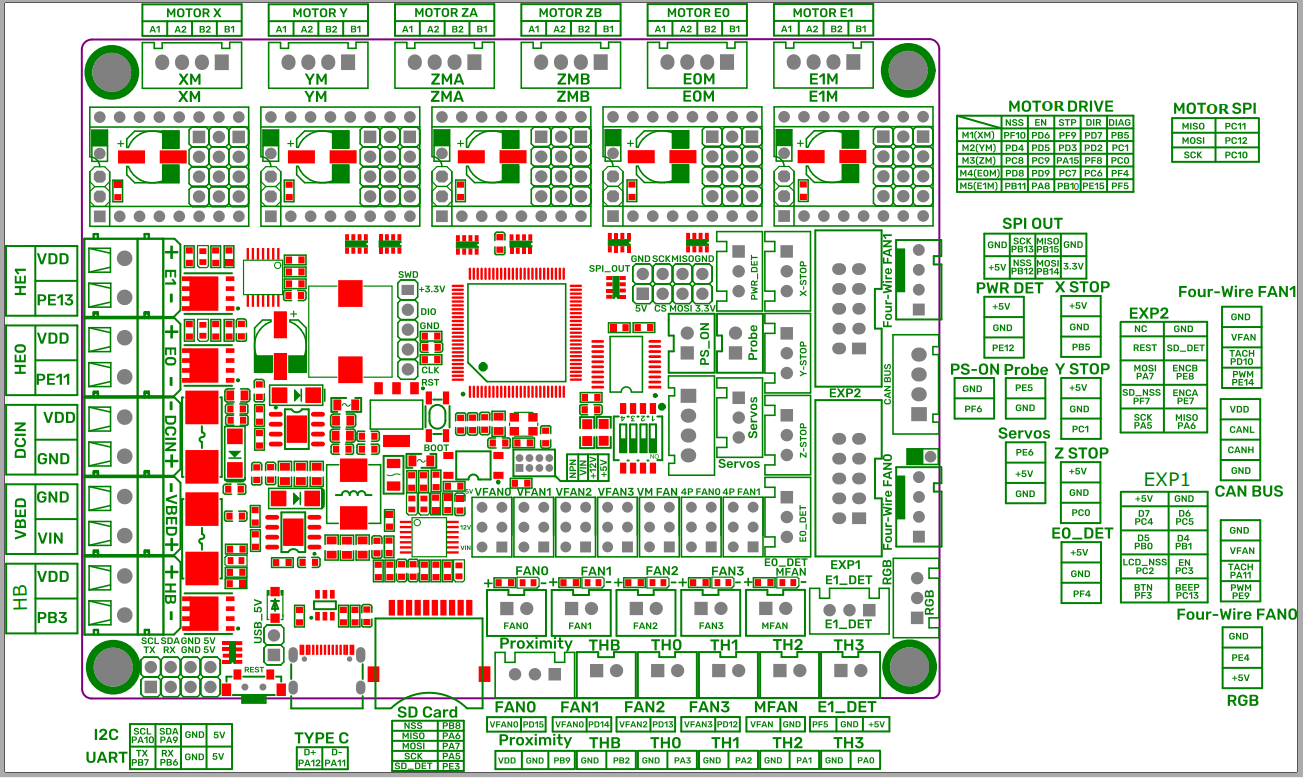 MOTOR X MOTOR Y MOTOR ZA MOTOR ZB MOTOR E0 MOTOR E1
A1 A2 B2 B1 A1 A2 B2 B1 A1 A2 B2 B1 A1 A2 B2 B1 A1 A2 B2 B1 A1 A2 B2 B1
XM YM ZMA ZMB E0M E1M
XM YM ZMA ZMB E0M E1M
MOTOR DRIVE
NSS EN STP DIR DIAG
M1(XM) PF10 PD6 PF9 PD7 PB5
M2(YM) PD4 PD5 PD3 PD2 PC1
M3(ZM) PC8 PC9 PA15 PF8 PC0
M4(E0M) PD8 PD9 PC7 PC6 PF4
M5(E1M) PB11 PA8 PB10 PE15 PF5
MOTOR SPI
MISO PC11
MOSI PC12
SCK PC10
HE1
VDD
PE13
HE0
VDD
PE11
DCIN
VDD
GND
VBED
GND
VIN
HB
VDD
PB3
+ E1 -
+ E0 -
- DCIN +
- VBED +
+ HB -
SWD
+3.3V
DIO
GND
CLK
RST
BOOT
SPI_OUT
GND SCK MISO GND
5V CS MOSI 3.3V
PWR_DET
X-STOP
PS_ON
Probe
Y-STOP
Servos
Servos
Z-STOP
E0_DET
E0_DET
EXP2
EXP1
Four-Wire FAN1
CAN BUS
Four-Wire FAN0
RGB
RGB
1 2 3 4
ON
NPN
VIN
+12V
+5V
VFAN0 VFAN1 VFAN2 VFAN3 VM FAN 4P FAN0 4P FAN1
5V
12V
VIN
FAN0 FAN1 FAN2 FAN3 MFAN E1_DET
+ - + - + - + - + -
FAN0 FAN1 FAN2 FAN3 MFAN E1_DET
Proximity THB TH0 TH1 TH2 TH3
USB_5V
SCL SDA GND 5V
TX RX GND 5V
REST
SPI OUT
GND SCK PB13 MISO PB15 GND
+5V NSS PB12 MOSI PB14 3.3V
PWR DET
+5V
GND
PE12
X STOP
+5V
GND
PB5
PS-ON
GND
PF6
Probe
PE5
GND
Y STOP
+5V
GND
PC1
Servos
PE6
+5V
GND
Z STOP
+5V
GND
PC0
E0_DET
+5V
GND
PF4
EXP2
NC GND
REST SD_DET
MOSI PA7 ENCB PE8
SD_NSS PF7 ENCA PE7
SCK PA5 MISO PA6
EXP1
+5V GND
D7 PC4 D6 PC5
D5 PB0 D4 PB1
LCD_NSS PC2 EN PC3
BTN PF3 BEEP PC13
Four-Wire FAN1
GND
VFAN
TACH PD10
PWM PE14
VDD
CANL
CANH
GND
CAN BUS
GND
VFAN
TACH PA11
PWM PE9
Four-Wire FAN0
GND
PE4
+5V
RGB
I2C
SCL PA10 SDA PA9 GND 5V
UART
TX PB7 RX PB6 GND 5V
TYPE C
D+ PA12 D- PA11
SD Card
NSS PB8
MISO PA6
MOSI PA7
SCK PA5
SD_DET PE3
FAN0 FAN1 FAN2 FAN3 MFAN E1_DET
VFAN0 PD15 VFAN0 PD14 VFAN2 PD13 VFAN3 PD12 VFAN GND PF5 GND +5V
Proximity THB TH0 TH1 TH2 TH3
VDD GND PB9 GND PB2 GND PA3 GND PA2 GND PA1 GND PA0